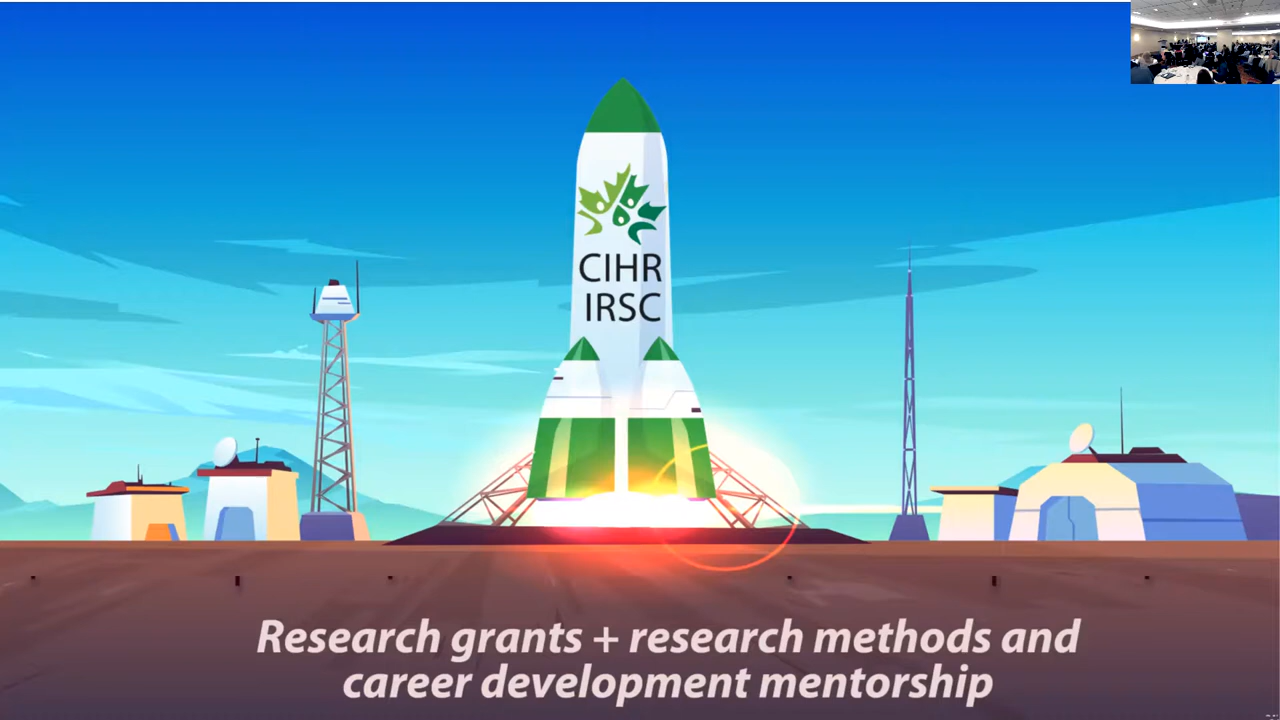 CIHR
IRSC
Research grants + research methods and
career development mentorship